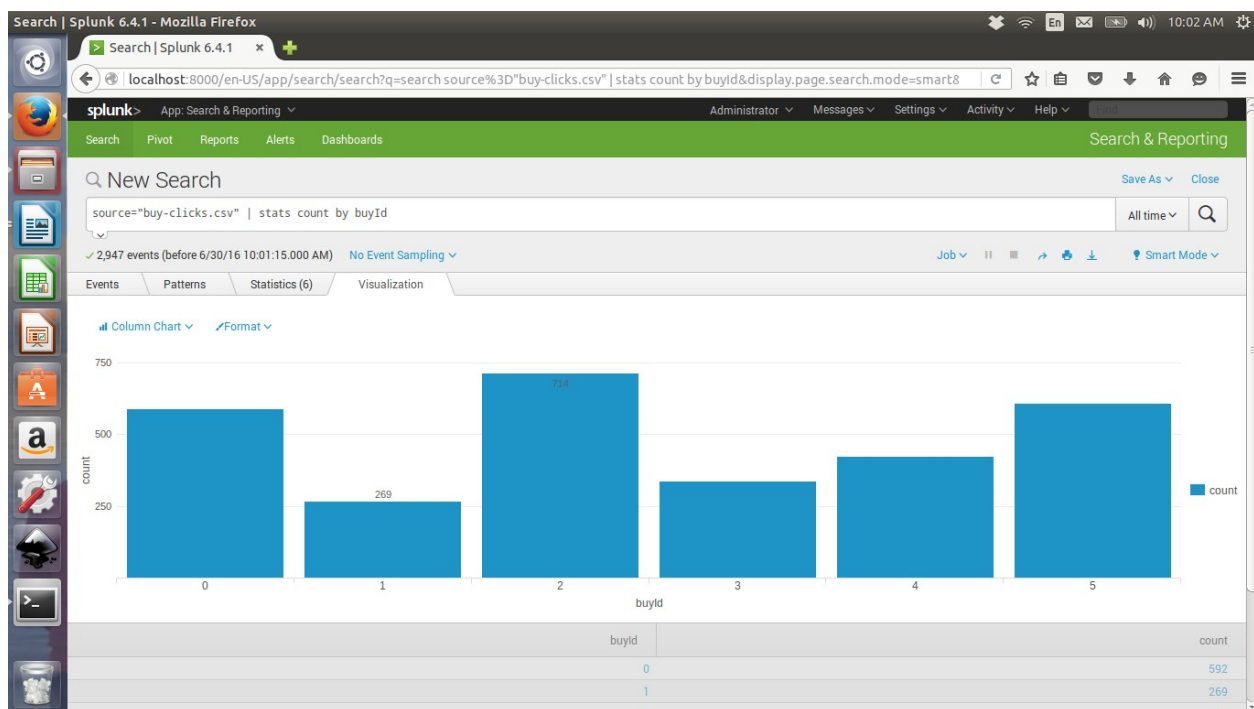 Search | Splunk 6.4.1 - Mozilla Firefox
En
10:02 AM
Search | Splunk 6.4.1 ×
localhost:8000/en-US/app/search/search?q=search source%3D"buy-clicks.csv" | stats count by buyId&display.page.search.mode=smart&
splunk> App: Search & Reporting Administrator Messages Settings Activity Help Find
Search Pivot Reports Alerts Dashboards Search & Reporting
New Search Save As Close
source="buy-clicks.csv" | stats count by buyId All time
2,947 events (before 6/30/16 10:01:15.000 AM) No Event Sampling Job Smart Mode
Events Patterns Statistics (6) Visualization
Column Chart Format
750
714
500
count
269
250
count
0 1 2 3 4 5
buyId
buyId count
0 592
1 269